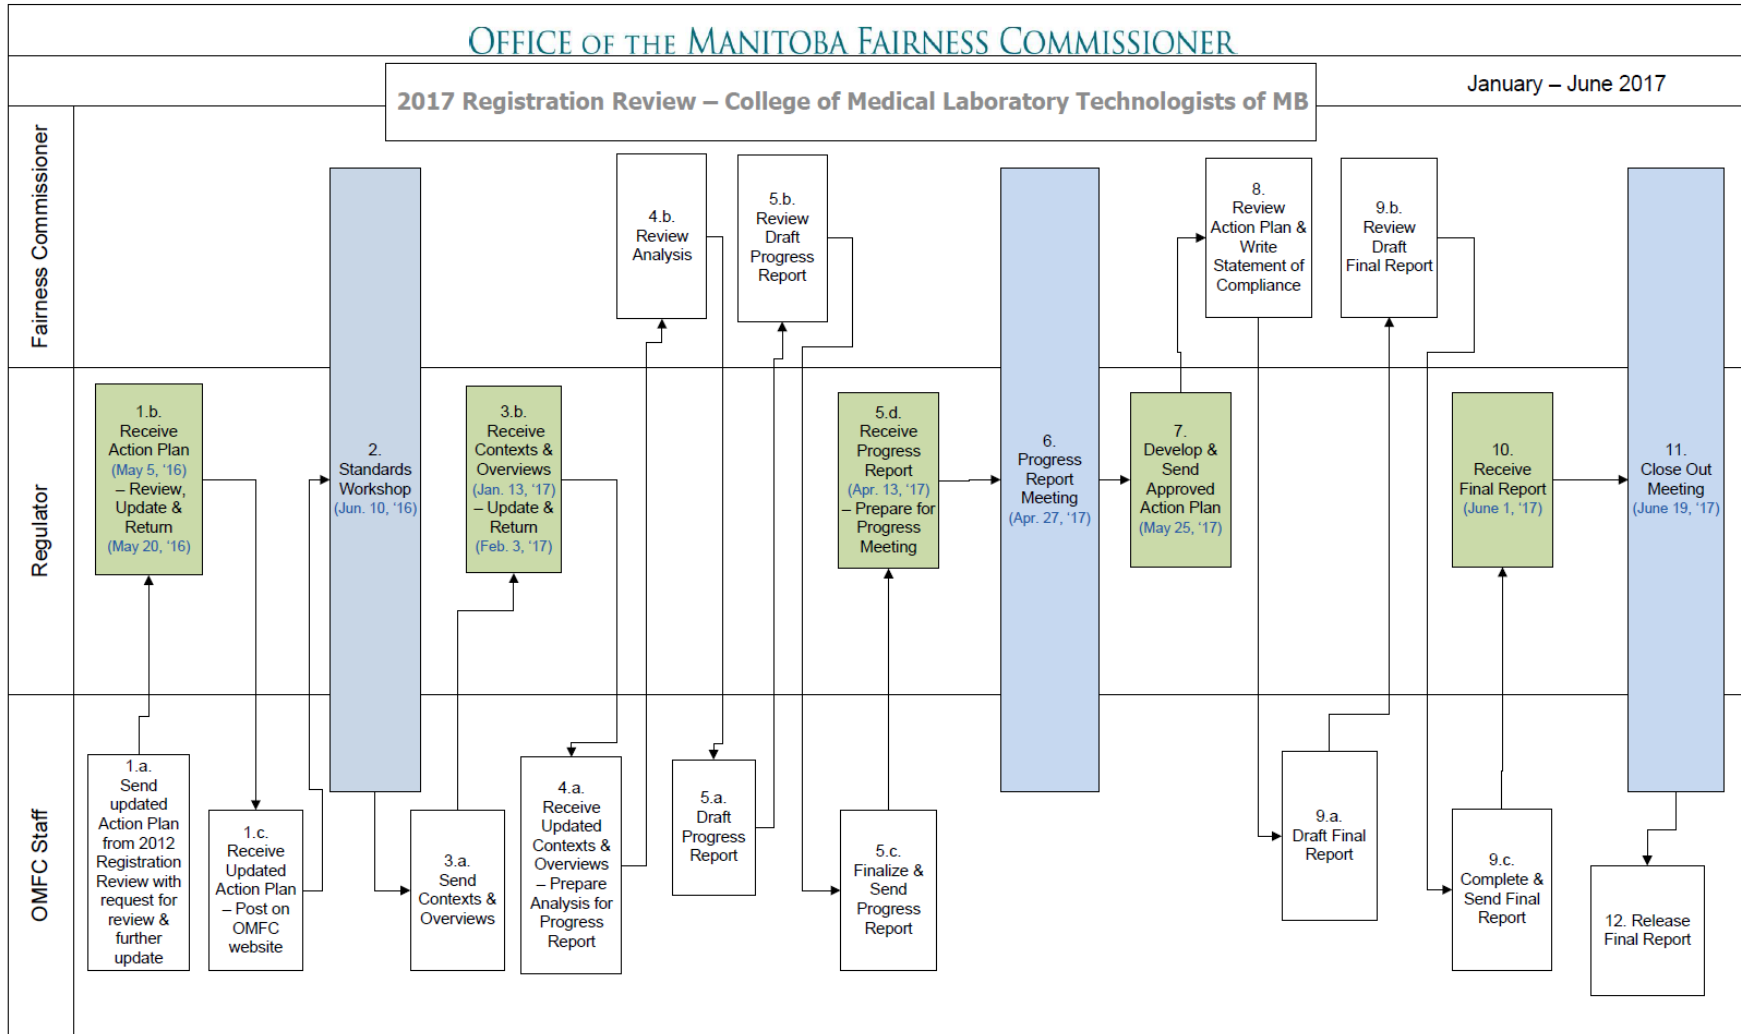 OFFICE OF THE MANITOBA FAIRNESS COMMISSIONER
2017 Registration Review – College of Medical Laboratory Technologists of MB
January – June 2017
Fairness Commissioner
4.b.
Review
Analysis
5.b.
Review
Draft
Progress
Report
8.
Review
Action Plan &
Write
Statement of
Compliance
9.b.
Review
Draft
Final Report
Regulator
1.b.
Receive
Action Plan
(May 5, ‘16)
– Review,
Update &
Return
(May 20, ‘16)
2.
Standards
Workshop
(Jun. 10, ‘16)
3.b.
Receive
Contexts &
Overviews
(Jan. 13, ‘17)
– Update &
Return
(Feb. 3, ‘17)
5.d.
Receive
Progress
Report
(Apr. 13, ‘17)
– Prepare for
Progress
Meeting
6.
Progress
Report
Meeting
(Apr. 27, ‘17)
7.
Develop &
Send
Approved
Action Plan
(May 25, ‘17)
10.
Receive
Final Report
(June 1, ‘17)
11.
Close Out
Meeting
(June 19, ‘17)
OMFC Staff
1.a.
Send
updated
Action Plan
from 2012
Registration
Review with
request for
review &
further
update
1.c.
Receive
Updated
Action Plan
– Post on
OMFC
website
3.a.
Send
Contexts &
Overviews
4.a.
Receive
Updated
Contexts &
Overviews
– Prepare
Analysis for
Progress
Report
5.a.
Draft
Progress
Report
5.c.
Finalize &
Send
Progress
Report
9.a.
Draft Final
Report
9.c.
Complete &
Send Final
Report
12. Release
Final Report